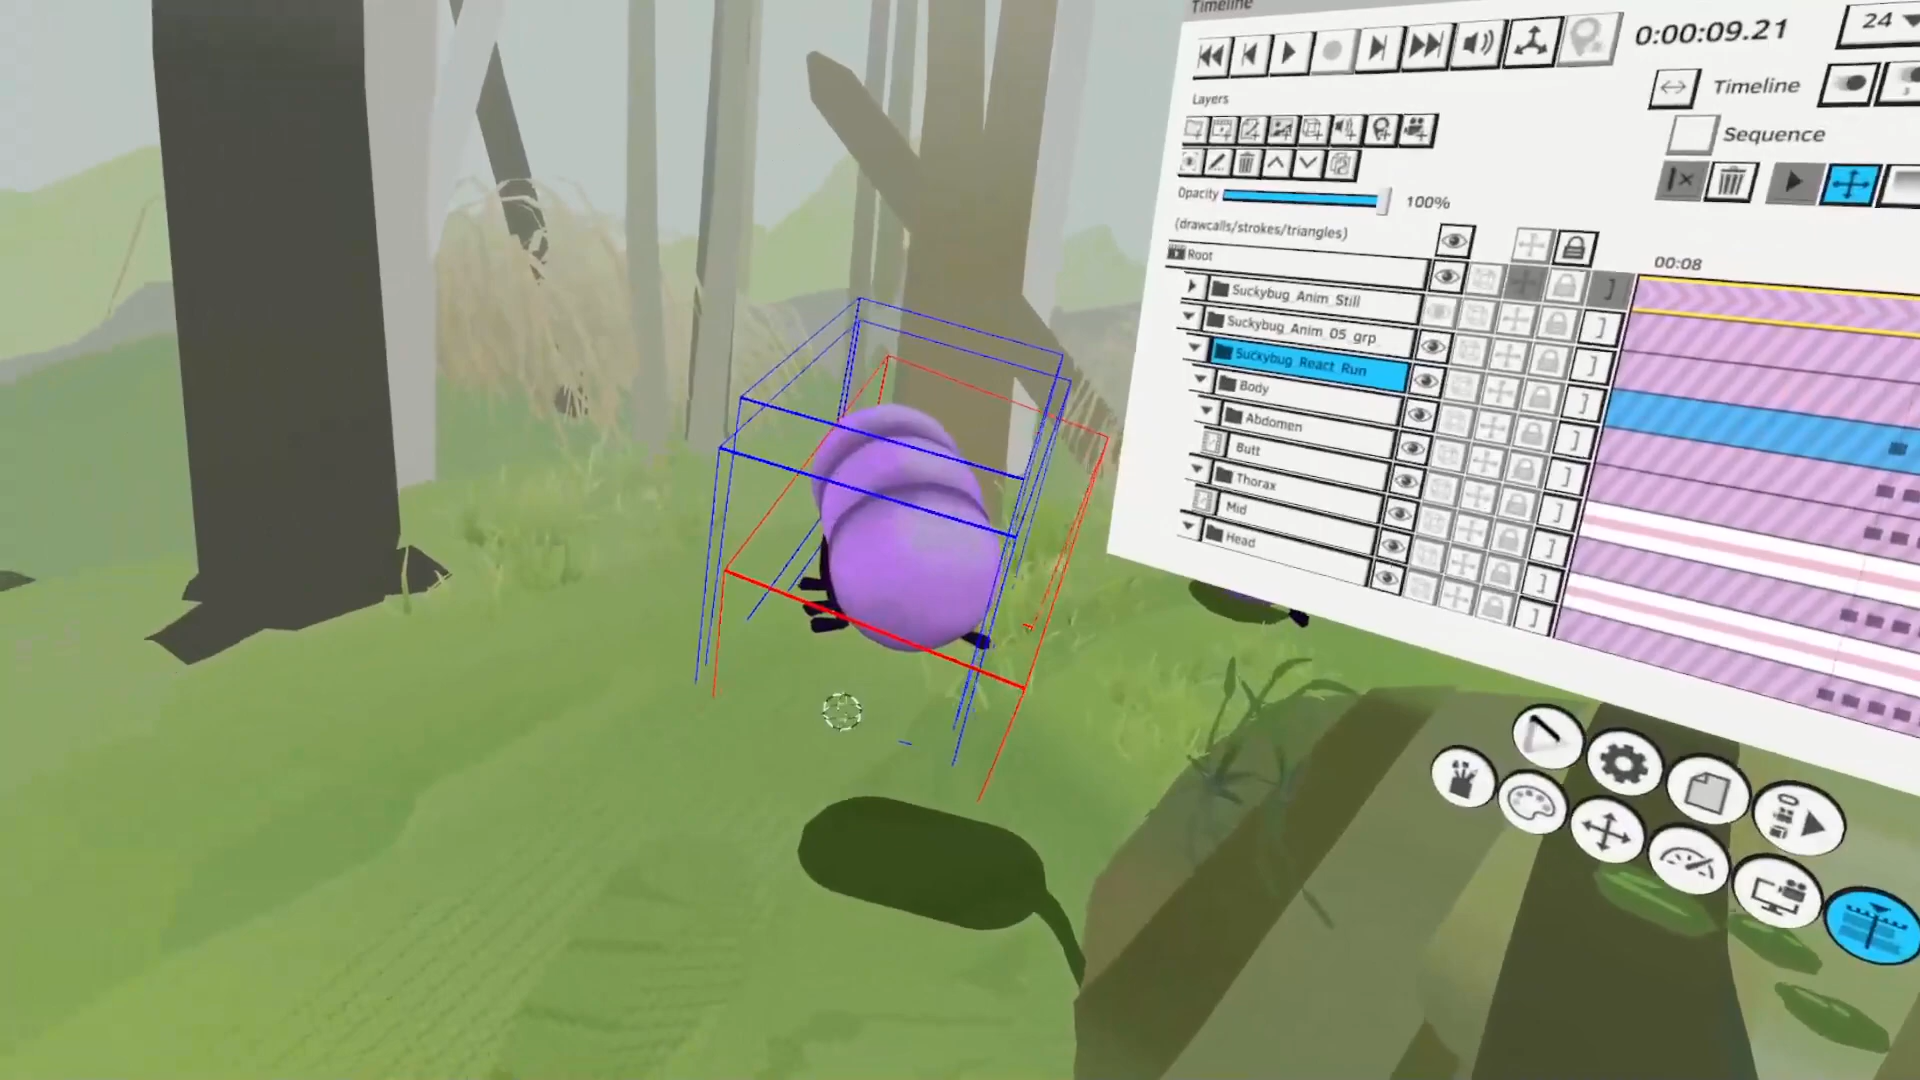 Timeline
0:00:09.21
24
Timeline
Sequence
Layers
Opacity 100%
(drawcalls/strokes/triangles)
Root
00:08
Suckybug_Anim_Still
Suckybug_Anim_05_grp
Suckybug_React_Run
Body
Abdomen
Butt
Thorax
Mid
Head